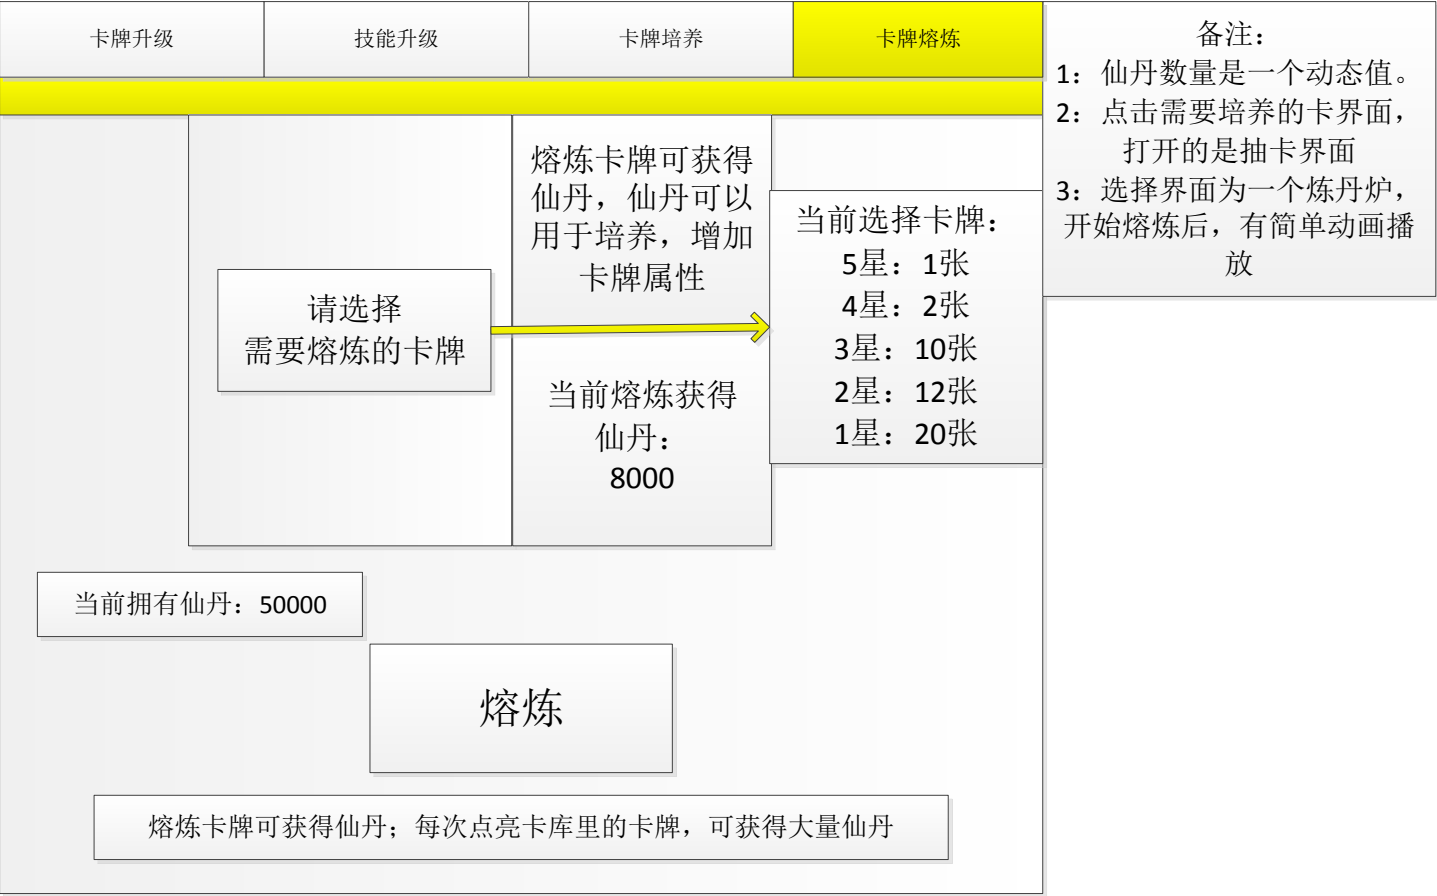 卡牌升级
技能升级
卡牌培养
卡牌熔炼
备注：
1：仙丹数量是一个动态值。
2：点击需要培养的卡界面，
打开的是抽卡界面
3：选择界面为一个炼丹炉，
开始熔炼后，有简单动画播
放
熔炼卡牌可获得
仙丹，仙丹可以
用于培养，增加
卡牌属性
请选择
需要熔炼的卡牌
当前选择卡牌：
5星：1张
4星：2张
3星：10张
2星：12张
1星：20张
当前熔炼获得
仙丹：
8000
当前拥有仙丹：50000
熔炼
熔炼卡牌可获得仙丹；每次点亮卡库里的卡牌，可获得大量仙丹